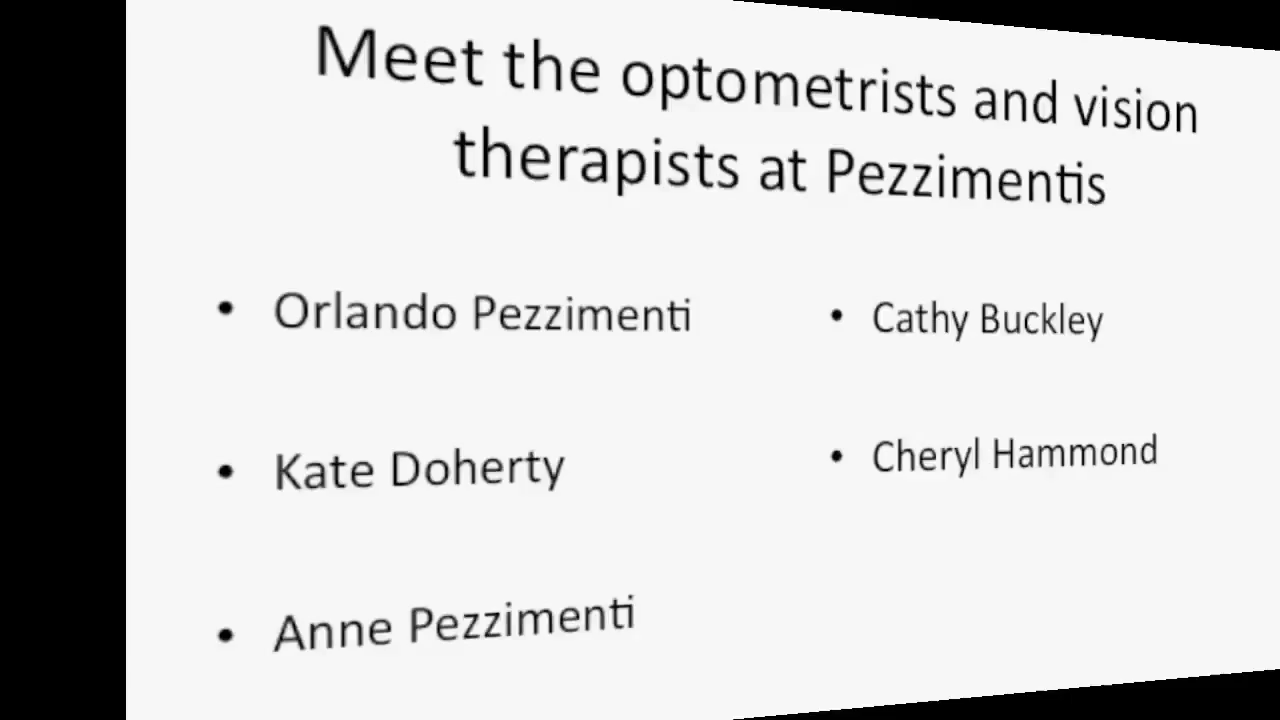 Meet the optometrists and vision
therapists at Pezzimentis
• Orlando Pezzimenti
• Kate Doherty
• Anne Pezzimenti
• Cathy Buckley
• Cheryl Hammond